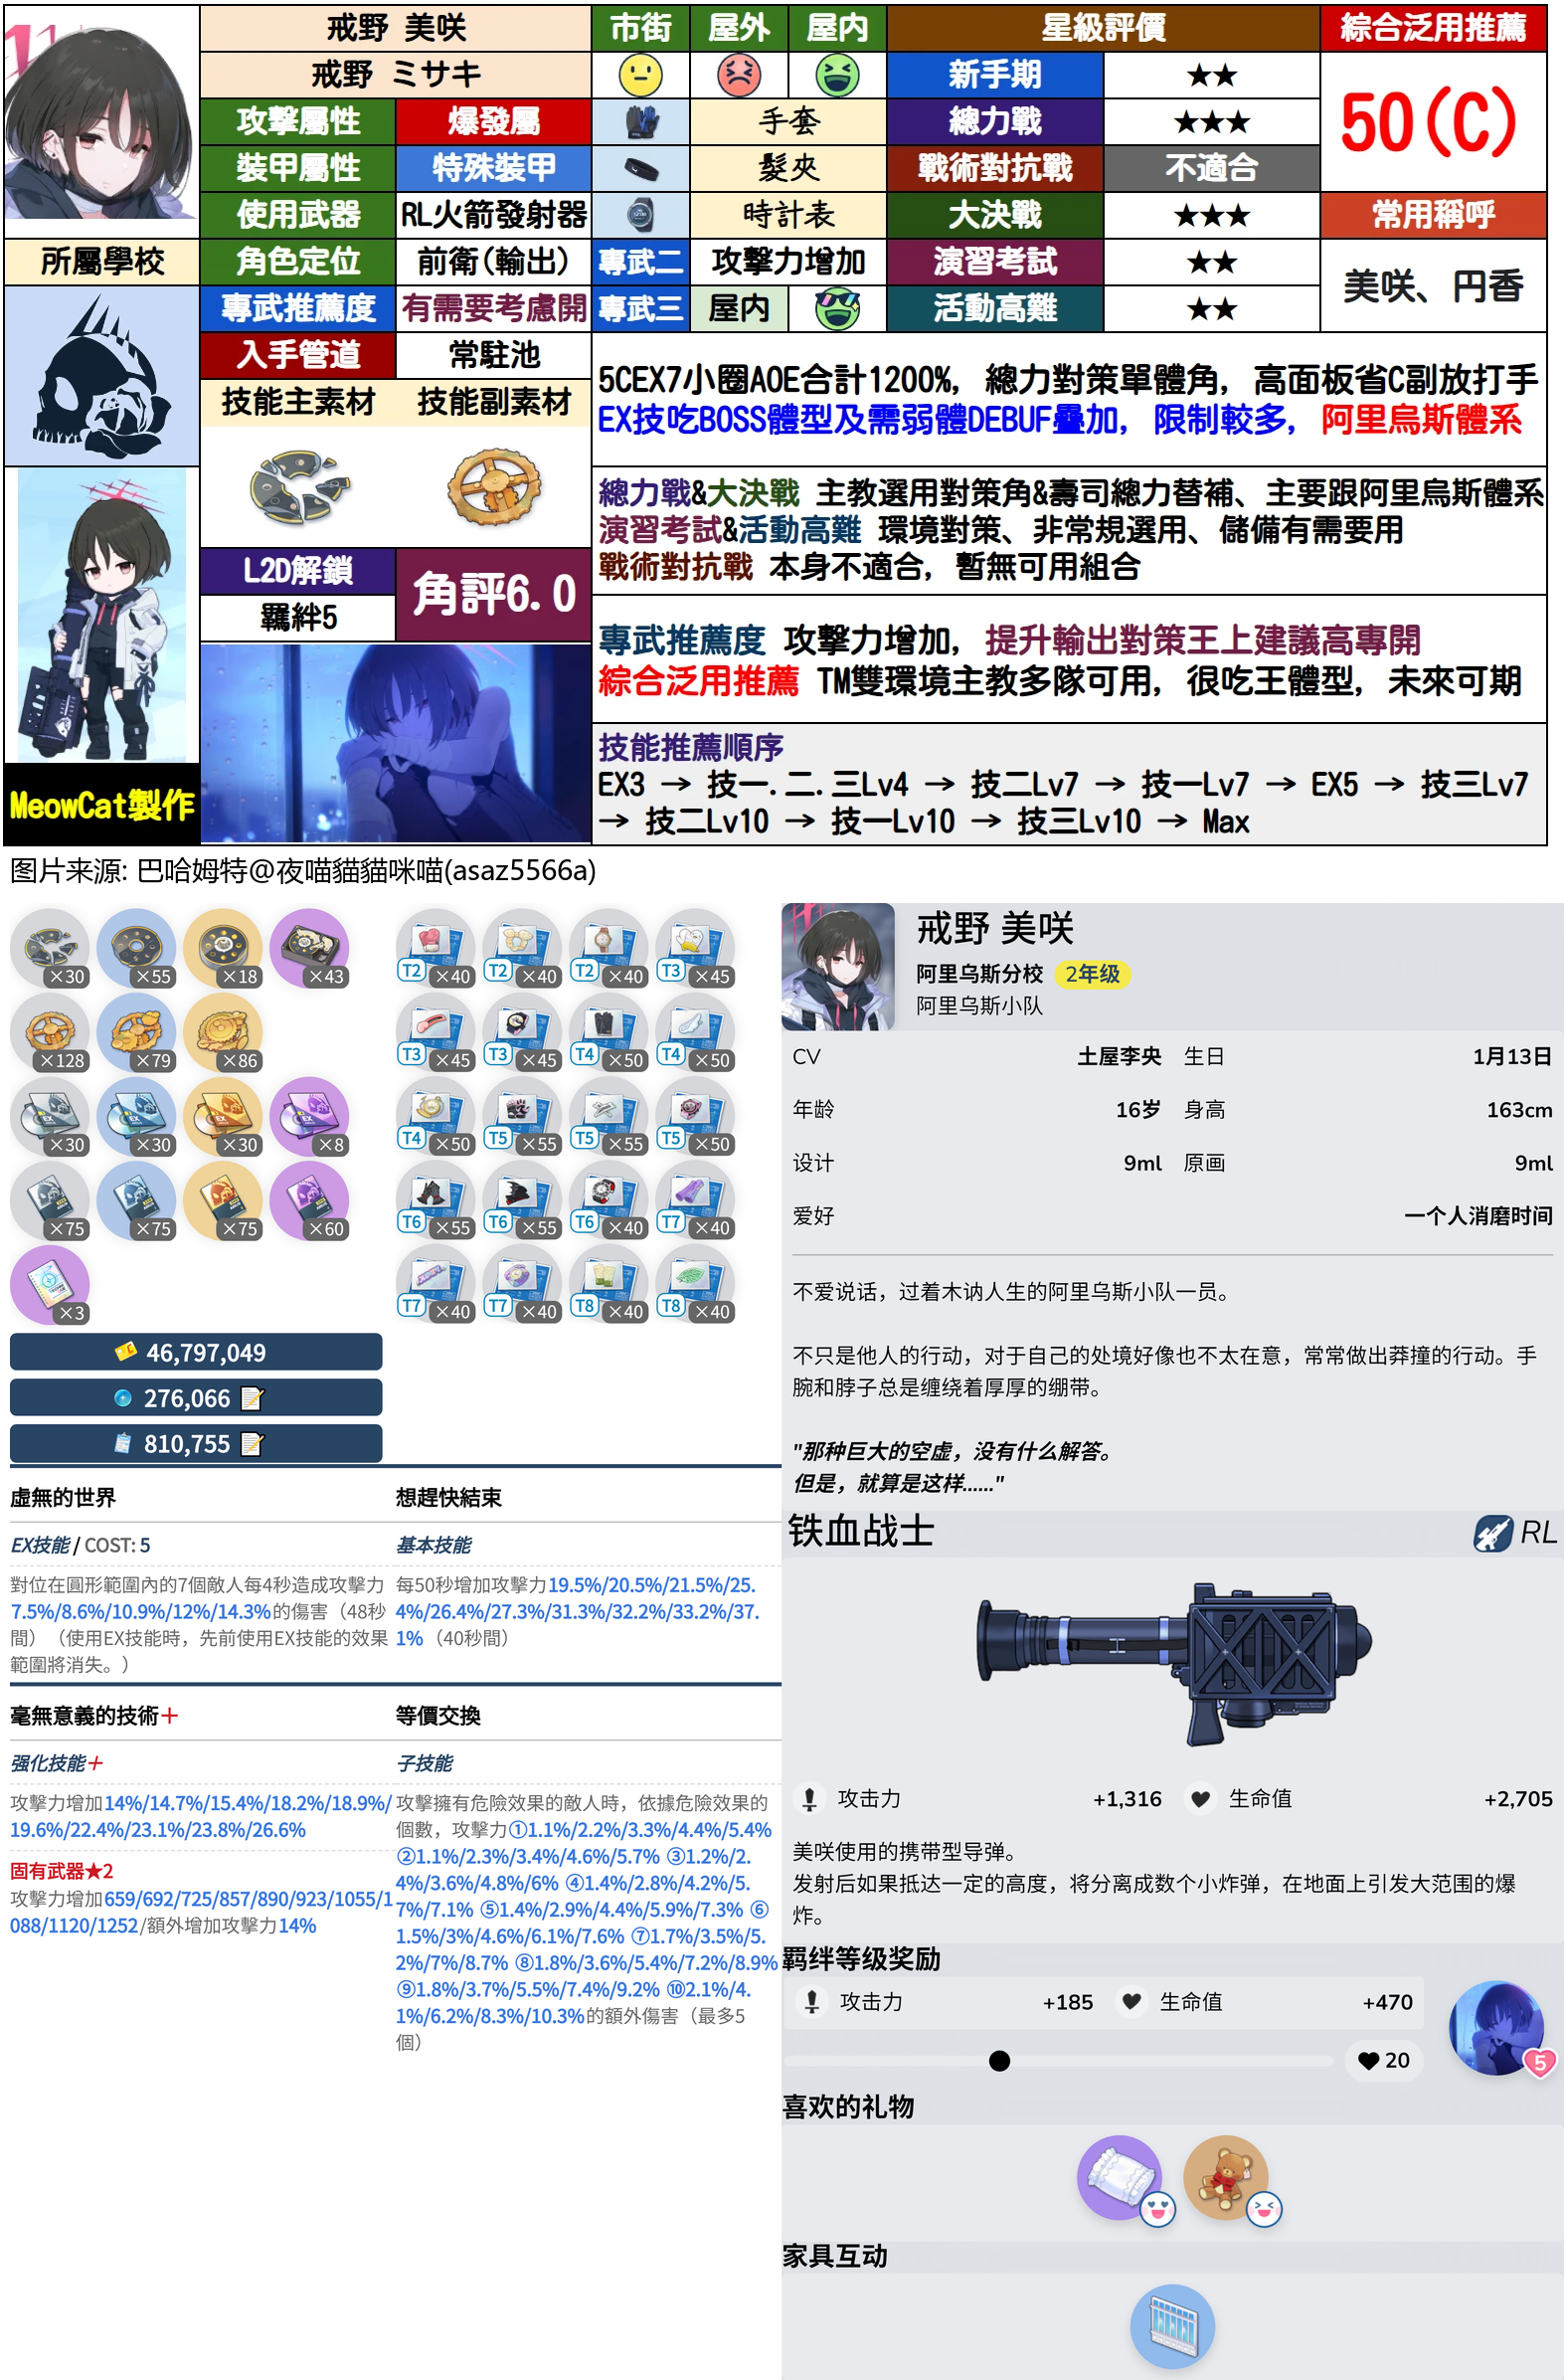 戒野 美咲
市街
屋外
屋内
星級評價
綜合泛用推薦
戒野 ミサキ
新手期
★★
50(C)
攻擊屬性
爆發屬
手套
總力戰
★★★
裝甲屬性
特殊裝甲
髮夾
戰術對抗戰
不適合
使用武器
RL火箭發射器
時計表
大決戰
★★★
常用稱呼
所屬學校
角色定位
前衛(輸出)
專武二
攻擊力增加
演習考試
★★
美咲、円香
專武推薦度
有需要考慮開
專武三
屋内
活動高難
★★
入手管道
常駐池
技能主素材
技能副素材
5CEX7小圈AOE合計1200%, 總力對策單體角, 高面板省C副放打手
EX技吃BOSS體型及需弱體DEBUF疊加, 限制較多, 阿里烏斯體系
總力戰&大決戰 主教選用對策角&壽司總力替補、主要跟阿里烏斯體系
演習考試&活動高難 環境對策、非常規選用、儲備有需要用
戰術對抗戰 本身不適合, 暫無可用組合
L2D解鎖
羈絆5
角評6.0
專武推薦度 攻擊力增加, 提升輸出對策王上建議高專開
綜合泛用推薦 TM雙環境主教多隊可用, 很吃王體型, 未來可期
技能推薦順序
EX3 → 技一.二.三Lv4 → 技二Lv7 → 技一Lv7 → EX5 → 技三Lv7
→ 技二Lv10 → 技一Lv10 → 技三Lv10 → Max
MeowCat製作
图片来源: 巴哈姆特@夜喵貓貓咪喵(asaz5566a)
×30 ×55 ×18 ×43
×128 ×79 ×86
EX ×30 EX ×30 EX ×30 EX ×8
×75 ×75 ×75 ×60
×3
T2 ×40 T2 ×40 T2 ×40 T3 ×45
T3 ×45 T3 ×45 T4 ×50 T4 ×50
T4 ×50 T5 ×55 T5 ×55 T5 ×50
T6 ×55 T6 ×55 T6 ×40 T7 ×40
T7 ×40 T7 ×40 T8 ×40 T8 ×40
46,797,049
276,066
810,755
虛無的世界
EX技能 / COST: 5
對位在圓形範圍內的7個敵人每4秒造成攻擊力
7.5%/8.6%/10.9%/12%/14.3%的傷害（48秒
間）（使用EX技能時，先前使用EX技能的效果
範圍將消失。）
想趕快結束
基本技能
每50秒增加攻擊力19.5%/20.5%/21.5%/25.
4%/26.4%/27.3%/31.3%/32.2%/33.2%/37.
1%（40秒間）
毫無意義的技術+
强化技能+
攻擊力增加14%/14.7%/15.4%/18.2%/18.9%/
19.6%/22.4%/23.1%/23.8%/26.6%
固有武器★2
攻擊力增加659/692/725/857/890/923/1055/1
088/1120/1252/額外增加攻擊力14%
等價交換
子技能
攻擊擁有危險效果的敵人時，依據危險效果的
個數，攻擊力①1.1%/2.2%/3.3%/4.4%/5.4%
②1.1%/2.3%/3.4%/4.6%/5.7% ③1.2%/2.
4%/3.6%/4.8%/6% ④1.4%/2.8%/4.2%/5.
7%/7.1% ⑤1.4%/2.9%/4.4%/5.9%/7.3% ⑥
1.5%/3%/4.6%/6.1%/7.6% ⑦1.7%/3.5%/5.
2%/7%/8.7% ⑧1.8%/3.6%/5.4%/7.2%/8.9%
⑨1.8%/3.7%/5.5%/7.4%/9.2% ⑩2.1%/4.
1%/6.2%/8.3%/10.3%的額外傷害（最多5
個）
戒野 美咲
阿里乌斯分校 2年级
阿里乌斯小队
CV 土屋李央 生日 1月13日
年龄 16岁 身高 163cm
设计 9ml 原画 9ml
爱好 一个人消磨时间
不爱说话，过着木讷人生的阿里乌斯小队一员。
不只是他人的行动，对于自己的处境好像也不太在意，常常做出莽撞的行动。手
腕和脖子总是缠绕着厚厚的绷带。
"那种巨大的空虚，没有什么解答。
但是，就算是这样......"
铁血战士
RL
攻击力 +1,316 生命值 +2,705
美咲使用的携带型导弹。
发射后如果抵达一定的高度，将分离成数个小炸弹，在地面上引发大范围的爆
炸。
羁绊等级奖励
攻击力 +185 生命值 +470
20
5
喜欢的礼物
家具互动